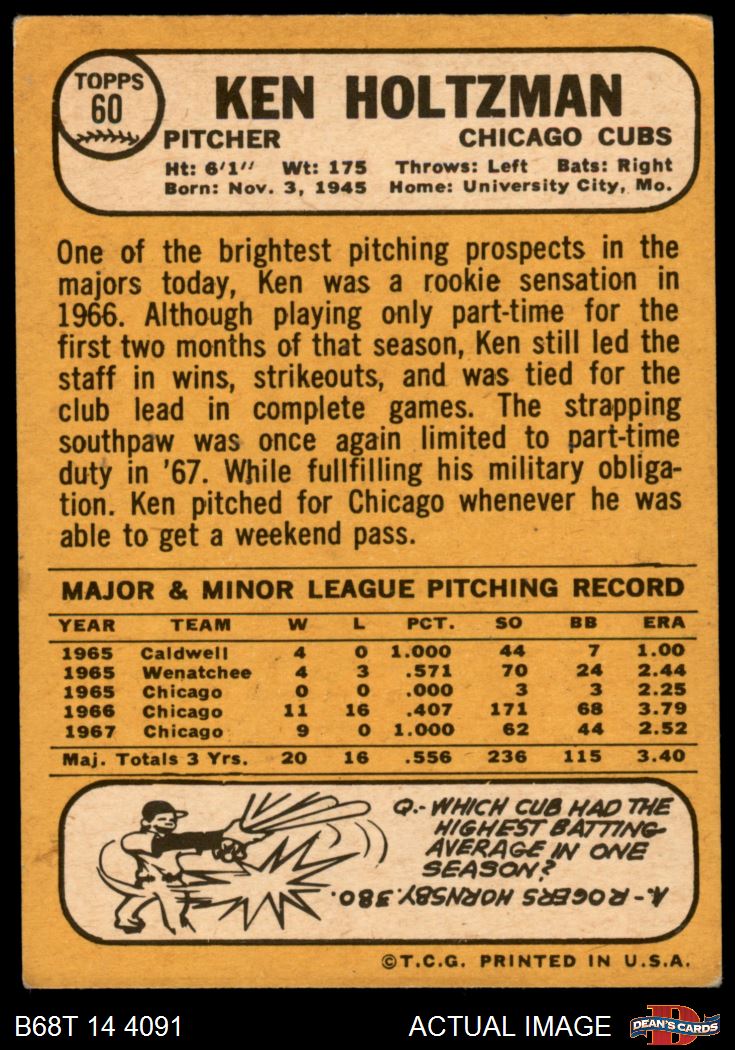 TOPPS
60
KEN HOLTZMAN
PITCHER CHICAGO CUBS
Ht: 6'1" Wt: 175 Throws: Left Bats: Right
Born: Nov. 3, 1945 Home: University City, Mo.
One of the brightest pitching prospects in the
majors today, Ken was a rookie sensation in
1966. Although playing only part-time for the
first two months of that season, Ken still led the
staff in wins, strikeouts, and was tied for the
club lead in complete games. The strapping
southpaw was once again limited to part-time
duty in '67. While fullfilling his military obliga-
tion. Ken pitched for Chicago whenever he was
able to get a weekend pass.
MAJOR & MINOR LEAGUE PITCHING RECORD
YEAR TEAM W L PCT. SO BB ERA
1965 Caldwell 4 0 1.000 44 7 1.00
1965 Wenatchee 4 3 .571 70 24 2.44
1965 Chicago 0 0 .000 3 3 2.25
1966 Chicago 11 16 .407 171 68 3.79
1967 Chicago 9 0 1.000 62 44 2.52
Maj. Totals 3 Yrs. 20 16 .556 236 115 3.40
Q.- WHICH CUB HAD THE
HIGHEST BATTING
AVERAGE IN ONE
SEASON?
A.- ROGERS HORNSBY .380.
©T.C.G. PRINTED IN U.S.A.
B68T 14 4091 ACTUAL IMAGE DEAN'S CARDS